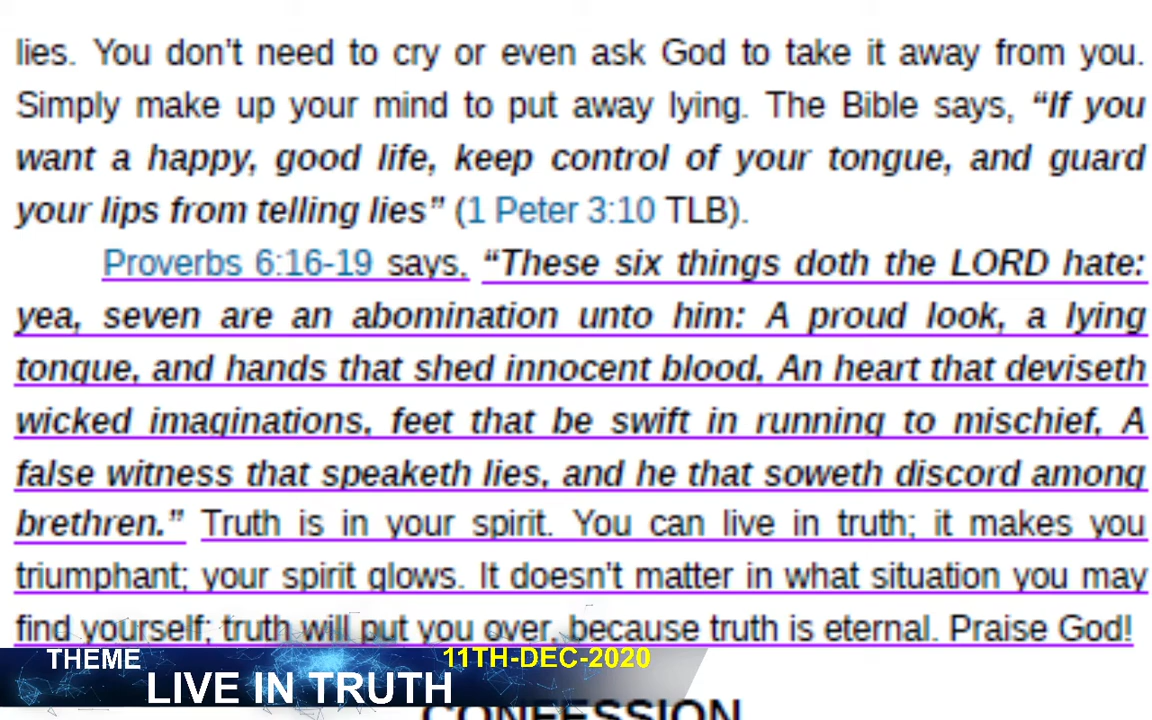 lies. You don't need to cry or even ask God to take it away from you.
Simply make up your mind to put away lying. The Bible says, “If you
want a happy, good life, keep control of your tongue, and guard
your lips from telling lies” (1 Peter 3:10 TLB).
Proverbs 6:16-19 says, “These six things doth the LORD hate:
yea, seven are an abomination unto him: A proud look, a lying
tongue, and hands that shed innocent blood, An heart that deviseth
wicked imaginations, feet that be swift in running to mischief, A
false witness that speaketh lies, and he that soweth discord among
brethren.” Truth is in your spirit. You can live in truth; it makes you
triumphant; your spirit glows. It doesn't matter in what situation you may
find yourself; truth will put you over, because truth is eternal. Praise God!
THEME
11TH-DEC-2020
LIVE IN TRUTH
CONFESSION